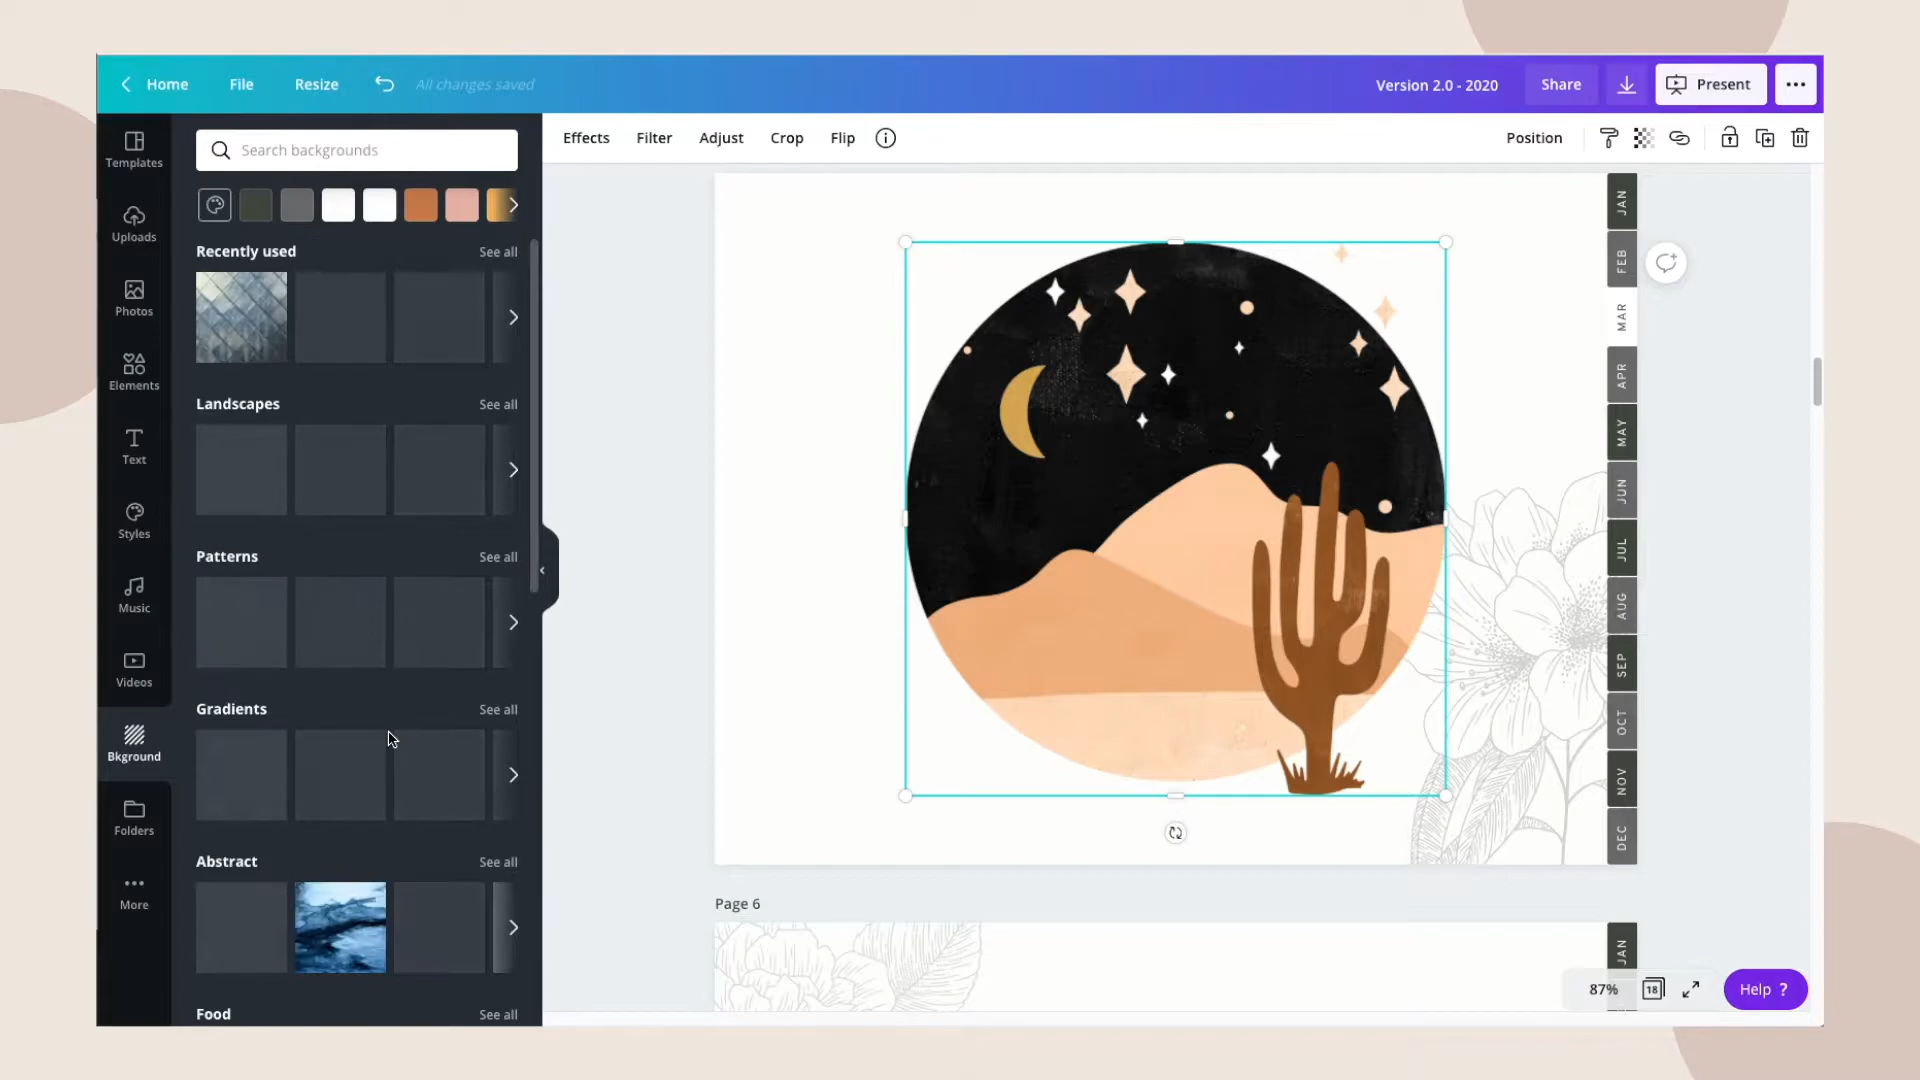 Home File Resize All changes saved Version 2.0 - 2020 Share Present
Templates
Uploads
Photos
Elements
Text
Styles
Music
Videos
Bkground
Folders
More
Search backgrounds
Recently used See all
Landscapes See all
Patterns See all
Gradients See all
Abstract See all
Food See all
Effects Filter Adjust Crop Flip Position
JAN
FEB
MAR
APR
MAY
JUN
JUL
AUG
SEP
OCT
NOV
DEC
Page 6
JAN
87% 18 Help ?